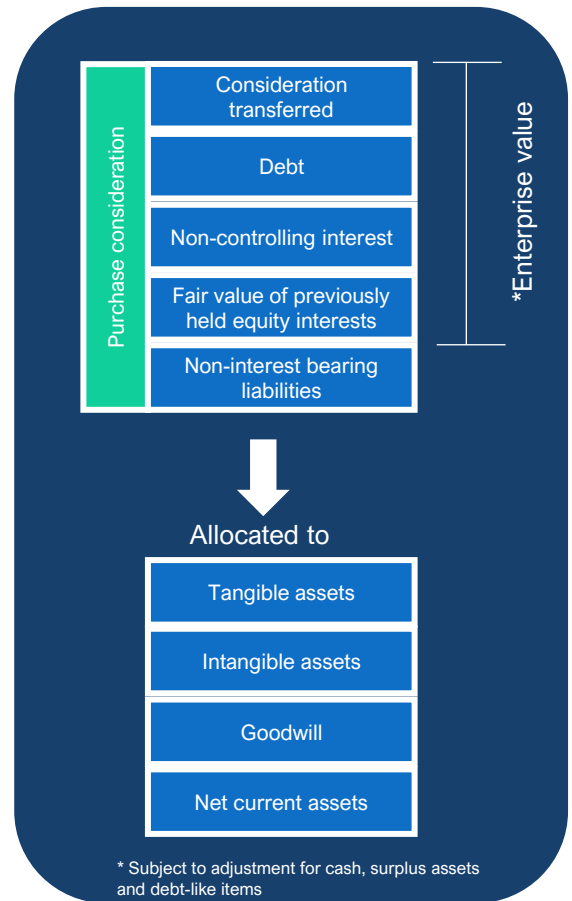 Purchase consideration
Consideration
transferred
Debt
Non-controlling interest
Fair value of previously
held equity interests
Non-interest bearing
liabilities
*Enterprise value
Allocated to
Tangible assets
Intangible assets
Goodwill
Net current assets
* Subject to adjustment for cash, surplus assets
and debt-like items